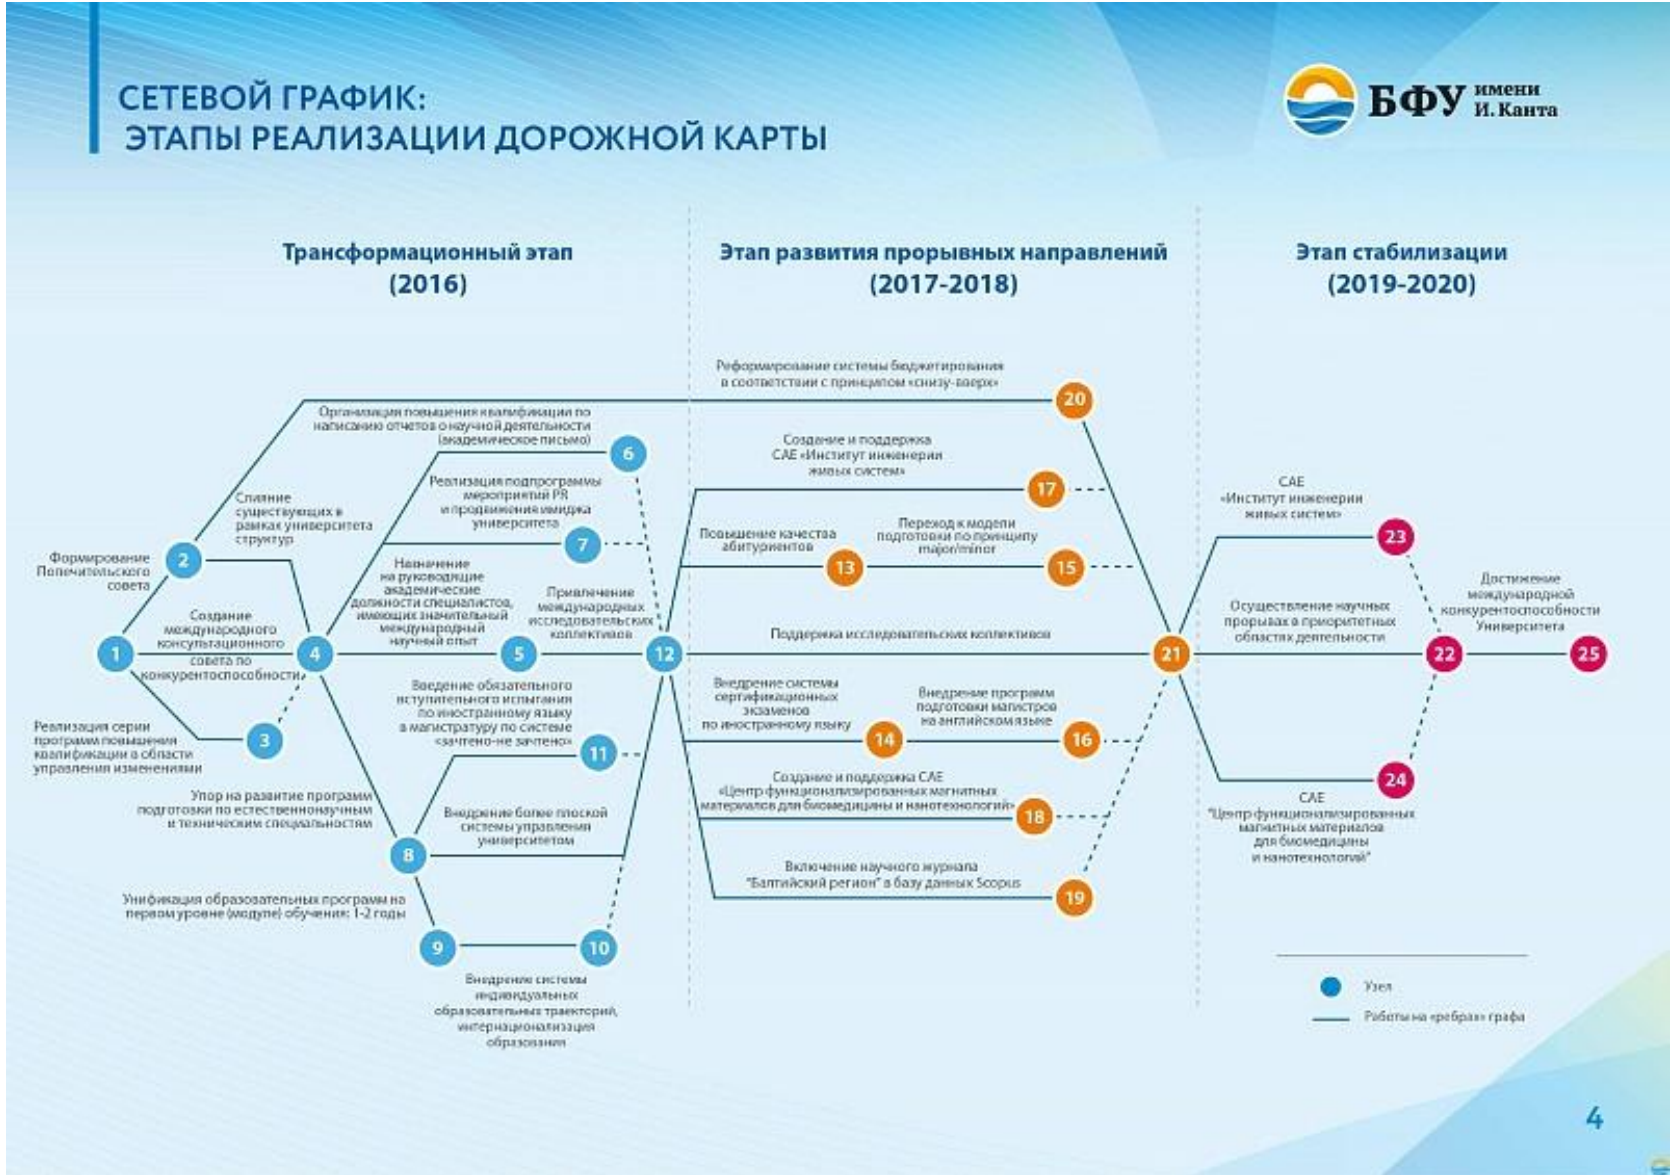 СЕТЕВОЙ ГРАФИК:
ЭТАПЫ РЕАЛИЗАЦИИ ДОРОЖНОЙ КАРТЫ
БФУ имени
И. Канта
Трансформационный этап
(2016)
Этап развития прорывных направлений
(2017-2018)
Этап стабилизации
(2019-2020)
Реформирование системы бюджетирования
в соответствии с принципом «снизу-вверх»
20
Организация повышения квалификации по
написанию отчетов о научной деятельности
(академическое письмо)
6
Создание и поддержка
САЕ «Институт инженерии
живых систем»
17
Реализация подпрограммы
мероприятий PR
и продвижения имиджа
университета
7
Слияние
существующих в
рамках университета
структур
Формирование
Попечительского
совета
2
Повышение качества
абитуриентов
13
Переход к модели
подготовки по принципу
major/minor
15
САЕ
«Институт инженерии
живых систем»
23
Назначение
на руководящие
академические
должности специалистов,
имеющих значительный
международный
научный опыт
Привлечение
международных
исследовательских
коллективов
Создание
международного
консультационного
совета по
конкурентоспособности
1
4
5
12
Поддержка исследовательских коллективов
21
Осуществление научных
прорывах в приоритетных
областях деятельности
22
Достижение
международной
конкурентоспособности
Университета
25
Реализация серии
программ повышения
квалификации в области
управления изменениями
3
Введение обязательного
вступительного испытания
по иностранному языку
в магистратуру по системе
«зачтено-не зачтено»
11
Внедрение системы
сертификационных
экзаменов
по иностранному языку
14
Внедрение программ
подготовки магистров
на английском языке
16
Упор на развитие программ
подготовки по естественнонаучным
и техническим специальностям
Внедрение более плоской
системы управления
университетом
8
Создание и поддержка САЕ
«Центр функционализированных магнитных
материалов для биомедицины и нанотехнологий»
18
24
САЕ
"Центр функционализированных
магнитных материалов
для биомедицины
и нанотехнологий"
Унификация образовательных программ на
первом уровне (модуле) обучения: 1-2 годы
9
10
Включение научного журнала
"Балтийский регион" в базу данных Scopus
19
Внедрение системы
индивидуальных
образовательных траекторий,
интернационализация
образования
Узел
Работы на «ребрах» графа
4